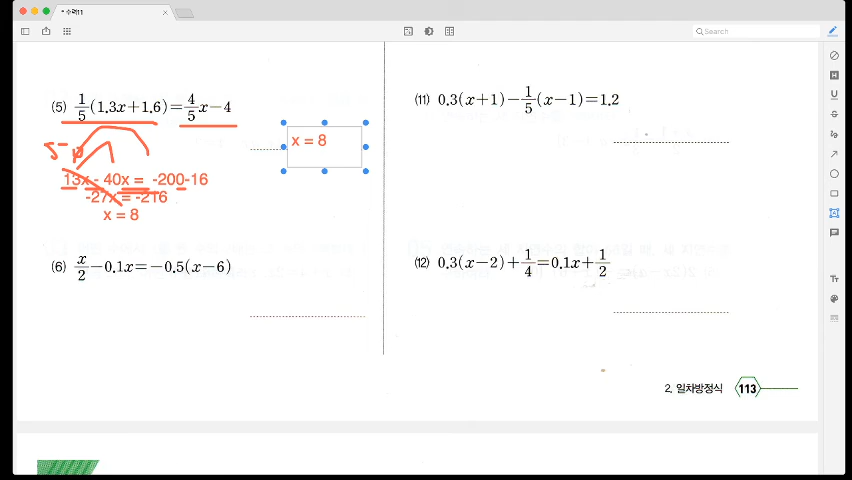 수력11
Search
(5) 1/5(1.3x+1.6)=4/5x-4
x = 8
13x - 40x = -200-16
-27x = -216
x = 8
(6) x/2-0.1x=-0.5(x-6)
(11) 0.3(x+1)-1/5(x-1)=1.2
(12) 0.3(x-2)+1/4=0.1x+1/2
2. 일차방정식 113